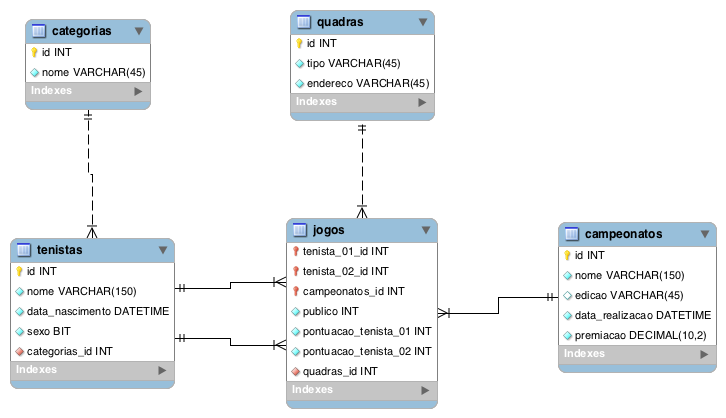 categorias
id INT
nome VARCHAR(45)
Indexes
quadras
id INT
tipo VARCHAR(45)
endereco VARCHAR(45)
Indexes
tenistas
id INT
nome VARCHAR(150)
data_nascimento DATETIME
sexo BIT
categorias_id INT
Indexes
jogos
tenista_01_id INT
tenista_02_id INT
campeonatos_id INT
publico INT
pontuacao_tenista_01 INT
pontuacao_tenista_02 INT
quadras_id INT
Indexes
campeonatos
id INT
nome VARCHAR(150)
edicao VARCHAR(45)
data_realizacao DATETIME
premiacao DECIMAL(10,2)
Indexes